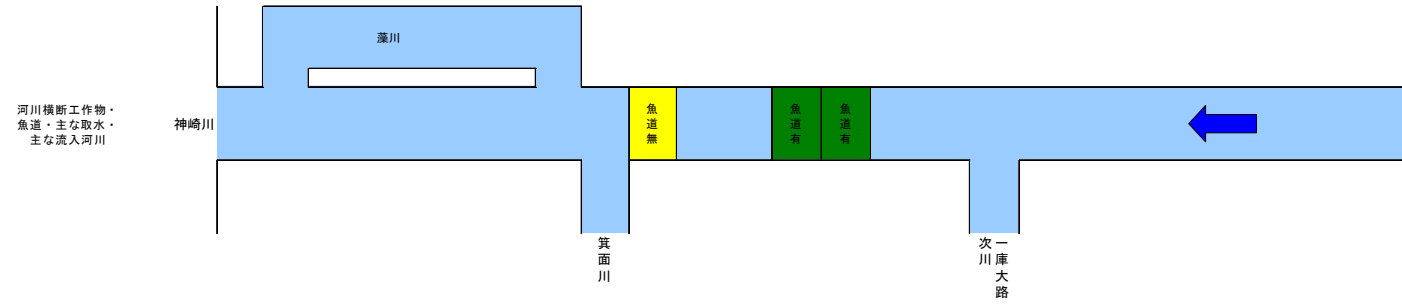 藻川
河川横断工作物・
魚道・主な取水・
主な流入河川
神崎川
魚道無
魚道有
魚道有
箕面川
一庫大路
次川